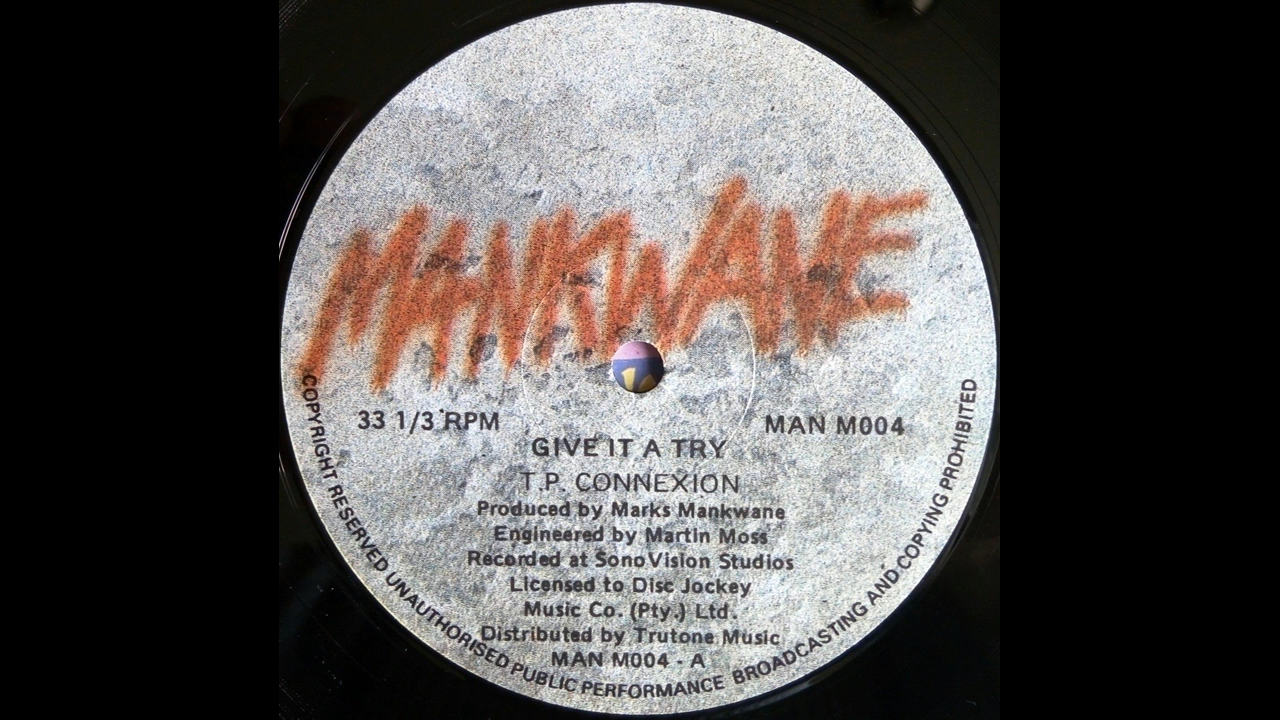 MANKWANE
33 1/3 RPM
MAN M004
GIVE IT A TRY
T.P. CONNEXION
Produced by Marks Mankwane
Engineered by Martin Moss
Recorded at SonoVision Studios
Licensed to Disc Jockey
Music Co. (Pty.) Ltd.
Distributed by Trutone Music
MAN M004 - A
COPYRIGHT RESERVED UNAUTHORISED PUBLIC PERFORMANCE BROADCASTING AND COPYING PROHIBITED